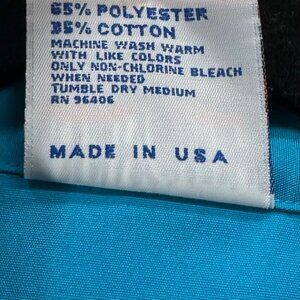 65% POLYESTER
35% COTTON
MACHINE WASH WARM
WITH LIKE COLORS
ONLY NON-CHLORINE BLEACH
WHEN NEEDED
TUMBLE DRY MEDIUM
RN 96406
MADE IN USA